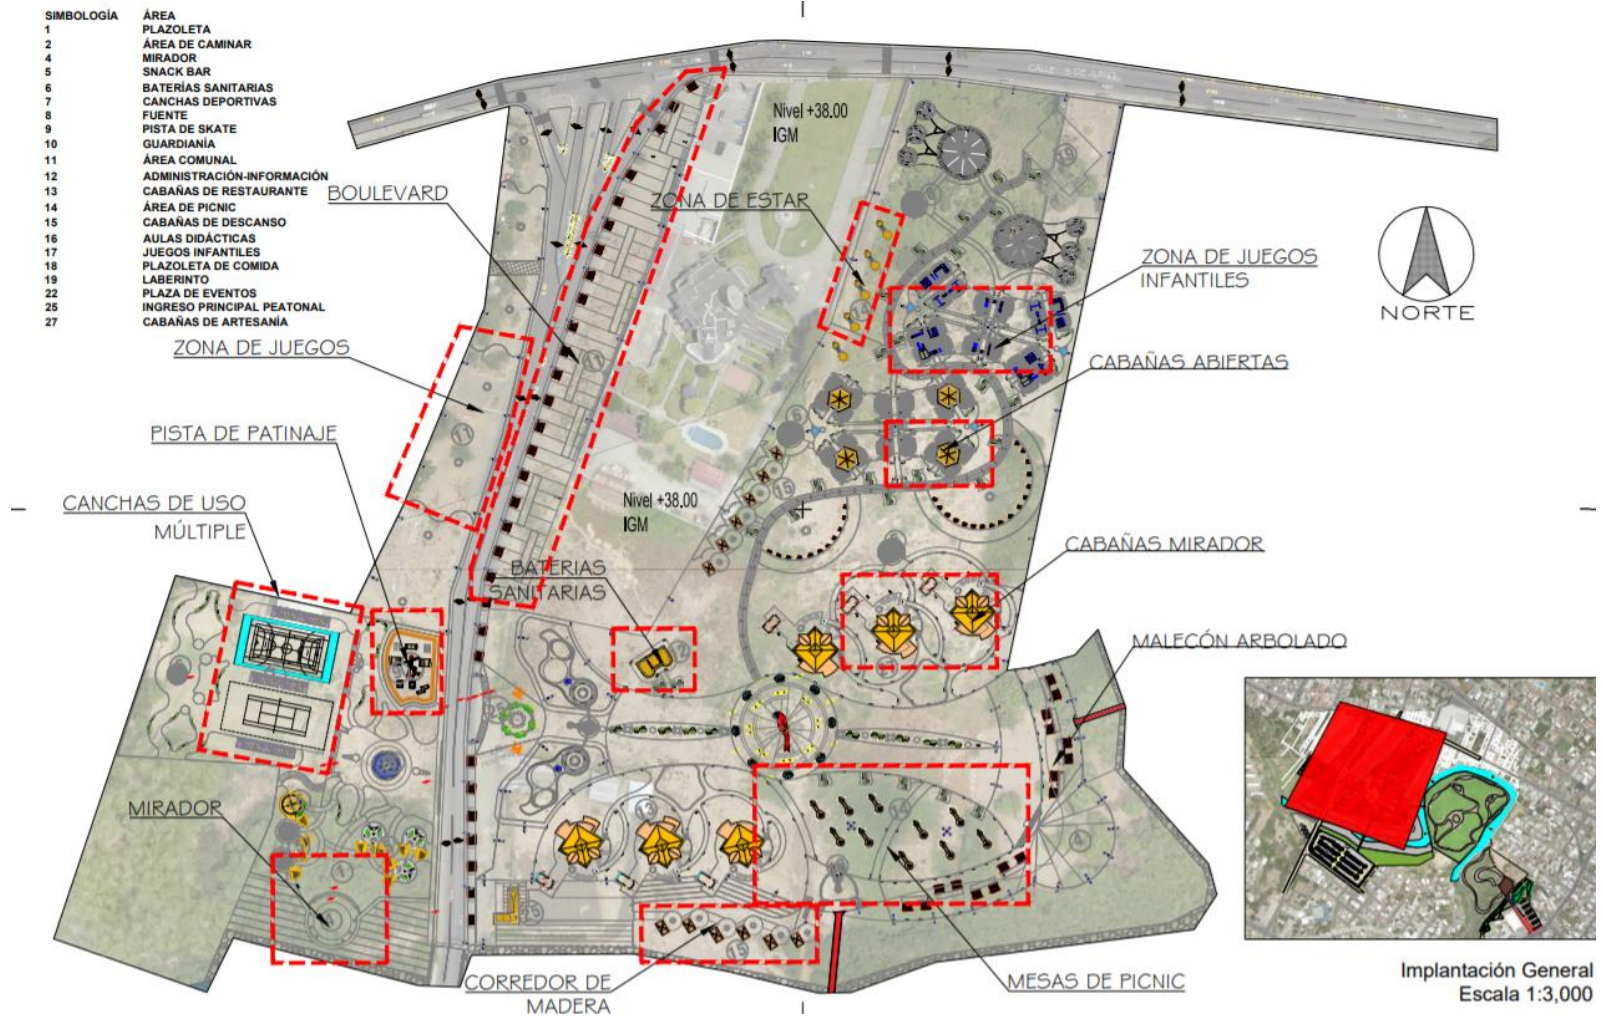 SIMBOLOGÍA ÁREA
1 PLAZOLETA
2 ÁREA DE CAMINAR
4 MIRADOR
5 SNACK BAR
6 BATERÍAS SANITARIAS
7 CANCHAS DEPORTIVAS
8 FUENTE
9 PISTA DE SKATE
10 GUARDIANÍA
11 ÁREA COMUNAL
12 ADMINISTRACIÓN-INFORMACIÓN
13 CABAÑAS DE RESTAURANTE
14 ÁREA DE PICNIC
15 CABAÑAS DE DESCANSO
16 AULAS DIDÁCTICAS
17 JUEGOS INFANTILES
18 PLAZOLETA DE COMIDA
19 LABERINTO
22 PLAZA DE EVENTOS
25 INGRESO PRINCIPAL PEATONAL
27 CABAÑAS DE ARTESANÍA
Nivel +38.00
IGM
BOULEVARD
ZONA DE ESTAR
ZONA DE JUEGOS
INFANTILES
NORTE
ZONA DE JUEGOS
CABAÑAS ABIERTAS
PISTA DE PATINAJE
11
15
14
CANCHAS DE USO
MÚLTIPLE
Nivel +38.00
IGM
CABAÑAS MIRADOR
BATERIAS
SANITARIAS
MALECÓN ARBOLADO
MIRADOR
13
14
15
CORREDOR DE
MADERA
MESAS DE PICNIC
Implantación General
Escala 1:3,000